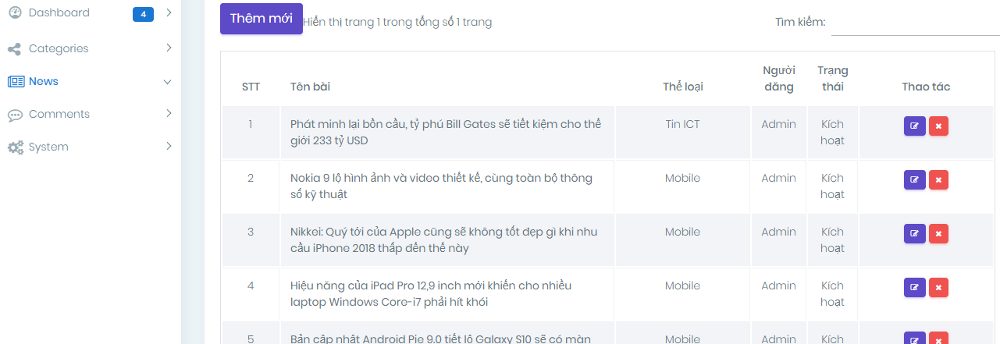 Dashboard 4
Categories
News
Comments
System
Thêm mới Hiển thị trang 1 trong tổng số 1 trang
Tìm kiếm:
STT Tên bài Thể loại Người đăng Trạng thái Thao tác
1 Phát minh lại bồn cầu, tỷ phú Bill Gates sẽ tiết kiệm cho thế Tin ICT Admin Kích
giới 233 tỷ USD hoạt
2 Nokia 9 lộ hình ảnh và video thiết kế, cùng toàn bộ thông Mobile Admin Kích
số kỹ thuật hoạt
3 Nikkei: Quý tới của Apple cũng sẽ không tốt đẹp gì khi nhu Mobile Admin Kích
cầu iPhone 2018 thấp đến thế này hoạt
4 Hiệu năng của iPad Pro 12,9 inch mới khiến cho nhiều Mobile Admin Kích
laptop Windows Core-i7 phải hít khói hoạt
5 Bản cập nhật Android Pie 9.0 tiết lộ Galaxy S10 sẽ có màn Mobile Admin Kích